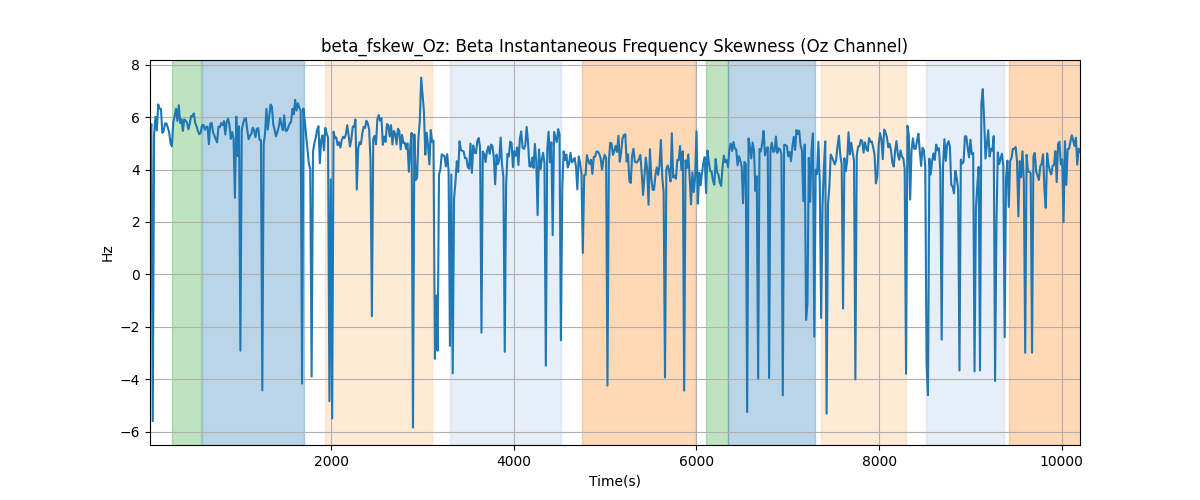 beta_fskew_Oz: Beta Instantaneous Frequency Skewness (Oz Channel)
8
6
4
2
0
−2
−4
−6
Hz
2000 4000 6000 8000 10000
Time(s)